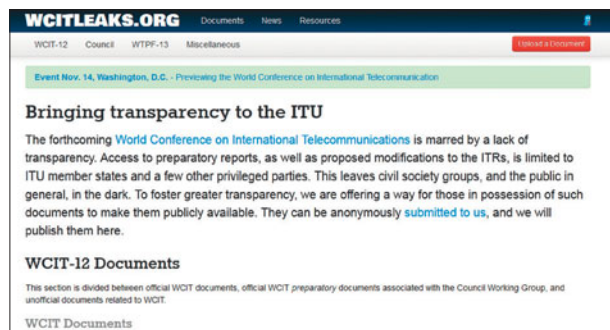 WCITLEAKS.ORG Documents News Resources
WCIT-12 Council WTPF-13 Miscellaneous Upload a Document
Event Nov. 14, Washington, D.C. - Previewing the World Conference on International Telecommunication
Bringing transparency to the ITU
The forthcoming World Conference on International Telecommunications is marred by a lack of
transparency. Access to preparatory reports, as well as proposed modifications to the ITRs, is limited to
ITU member states and a few other privileged parties. This leaves civil society groups, and the public in
general, in the dark. To foster greater transparency, we are offering a way for those in possession of such
documents to make them publicly available. They can be anonymously submitted to us, and we will
publish them here.
WCIT-12 Documents
This section is divided between official WCIT documents, official WCIT preparatory documents associated with the Council Working Group, and
unofficial documents related to WCIT.
WCIT Documents